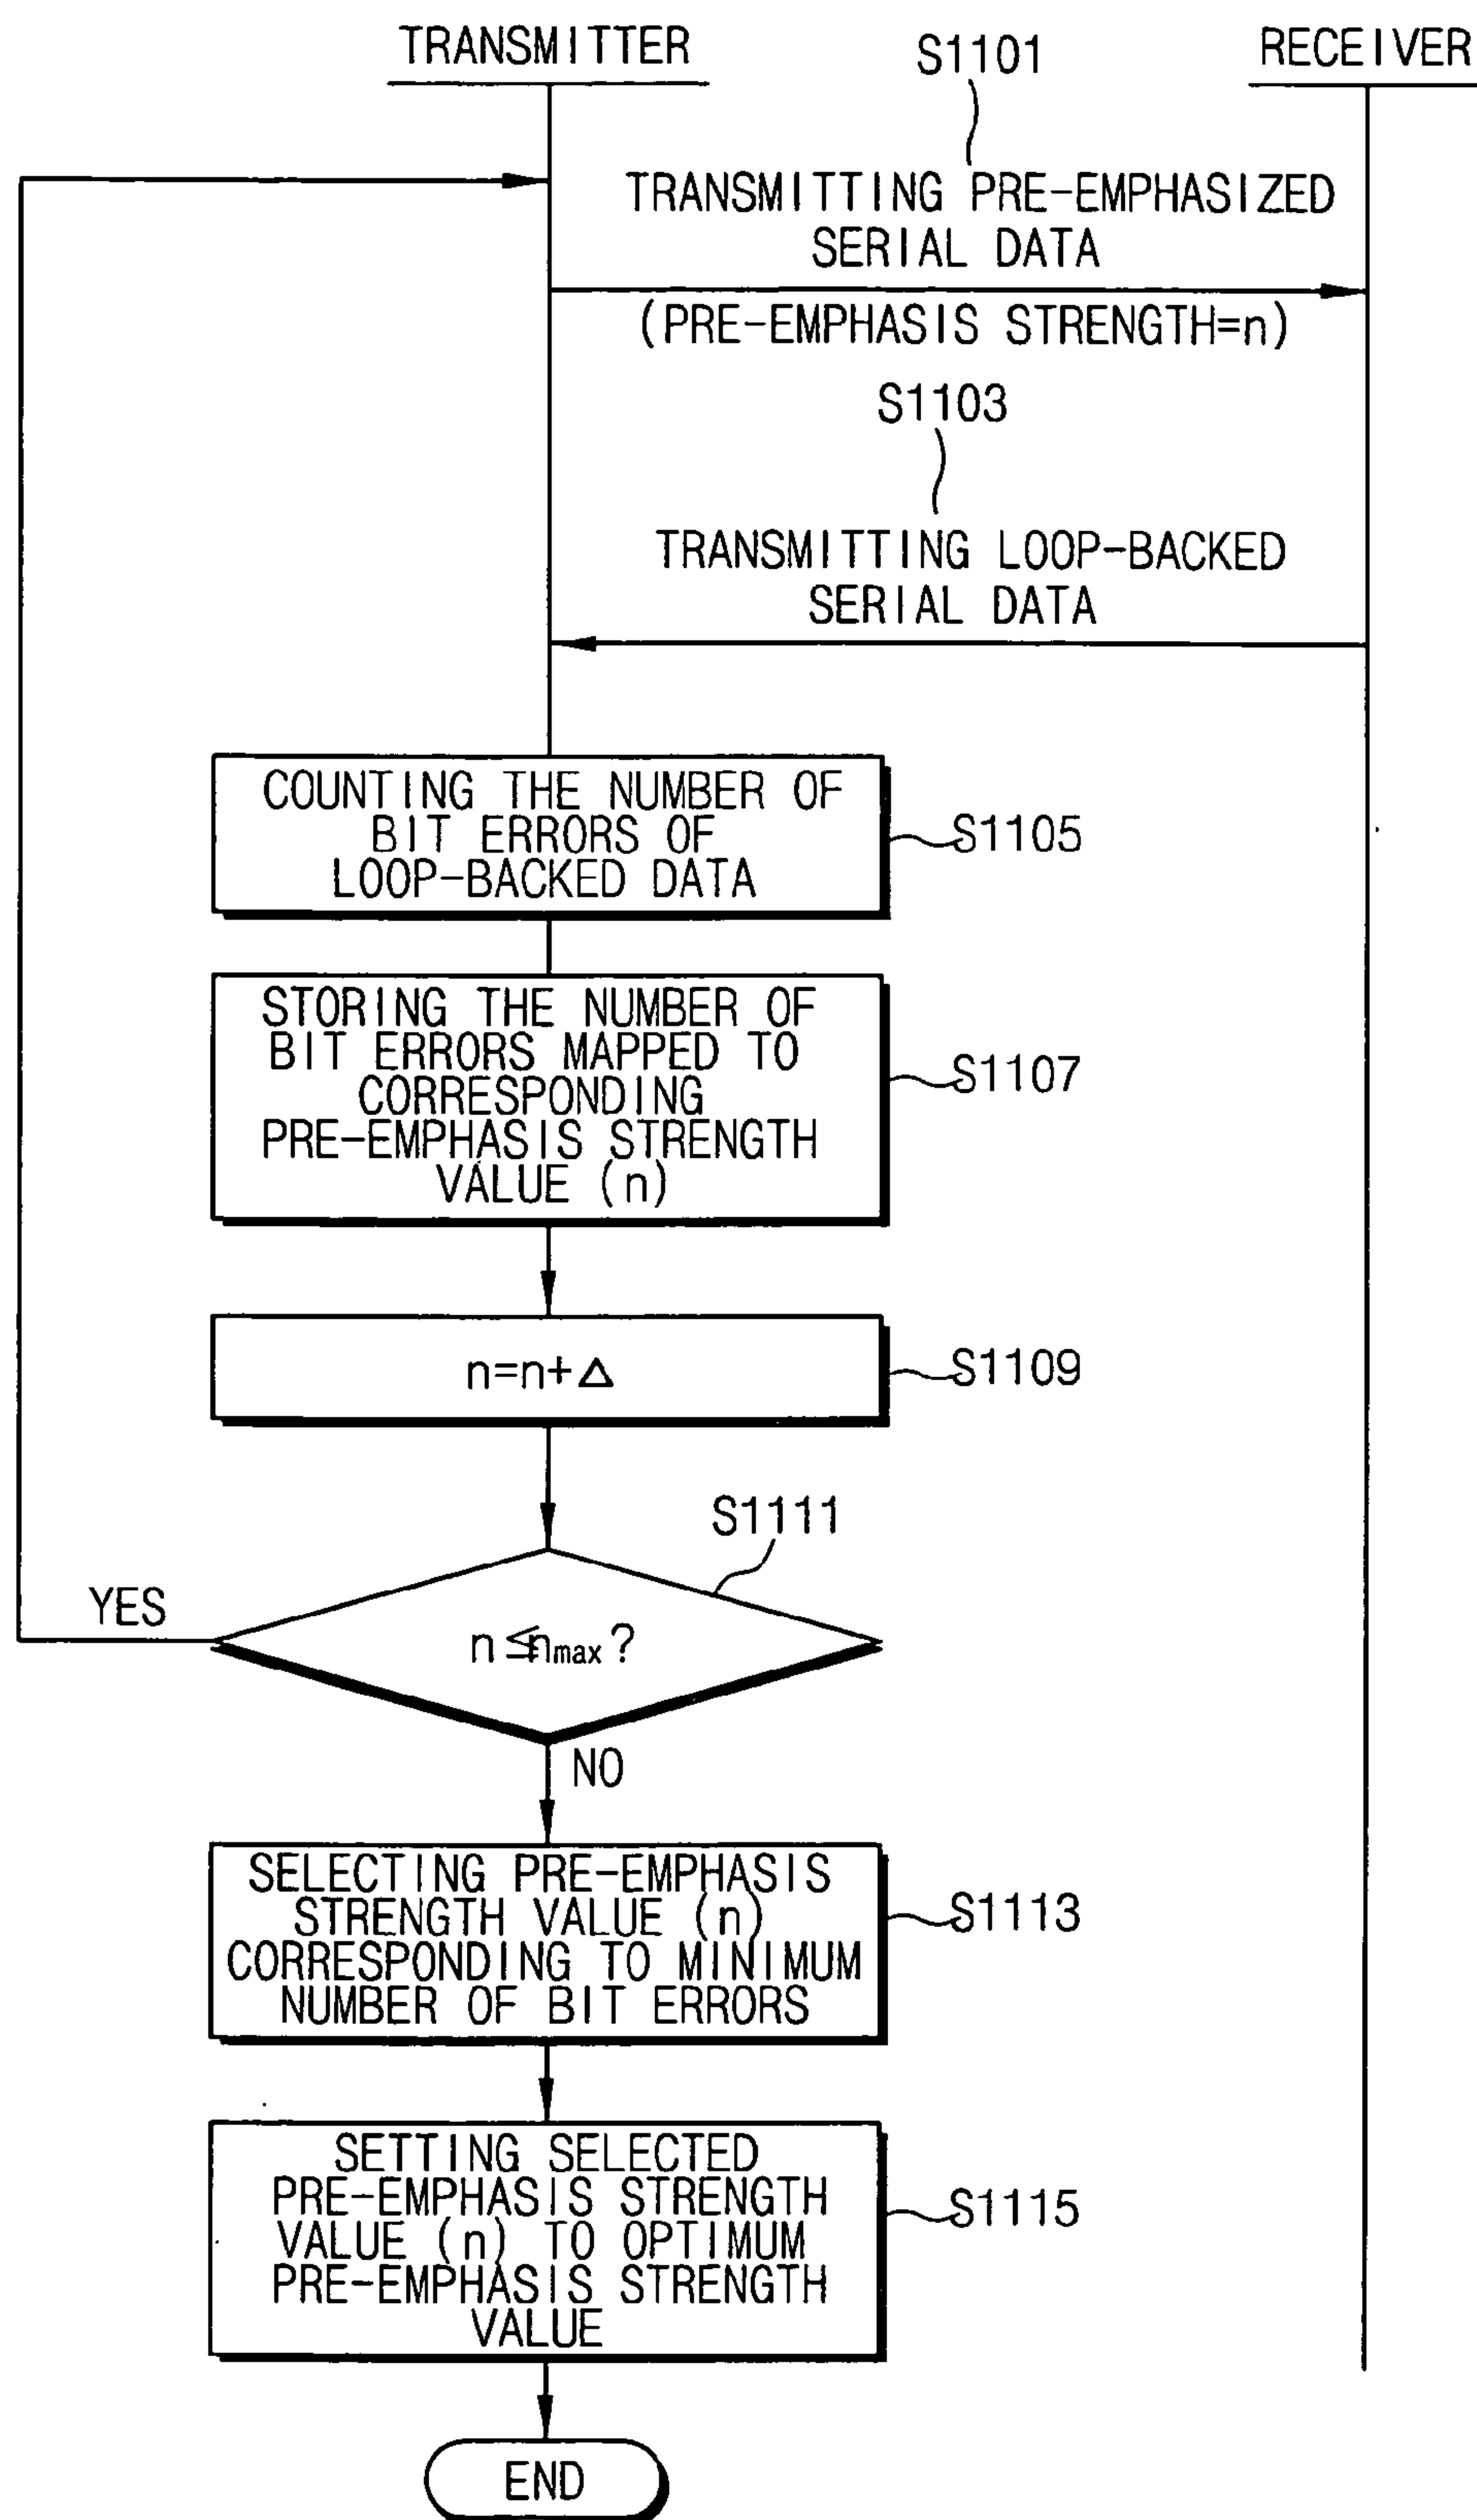 TRANSMITTER
S1101
RECEIVER
TRANSMITTING PRE-EMPHASIZED
SERIAL DATA
(PRE-EMPHASIS STRENGTH=n)
S1103
TRANSMITTING LOOP-BACKED
SERIAL DATA
COUNTING THE NUMBER OF
BIT ERRORS OF
LOOP-BACKED DATA
S1105
STORING THE NUMBER OF
BIT ERRORS MAPPED TO
CORRESPONDING
PRE-EMPHASIS STRENGTH
VALUE (n)
S1107
n=n+△
S1109
S1111
YES
n≦nmax?
NO
SELECTING PRE-EMPHASIS
STRENGTH VALUE (n)
CORRESPONDING TO MINIMUM
NUMBER OF BIT ERRORS
S1113
SETTING SELECTED
PRE-EMPHASIS STRENGTH
VALUE (n) TO OPTIMUM
PRE-EMPHASIS STRENGTH
VALUE
S1115
END